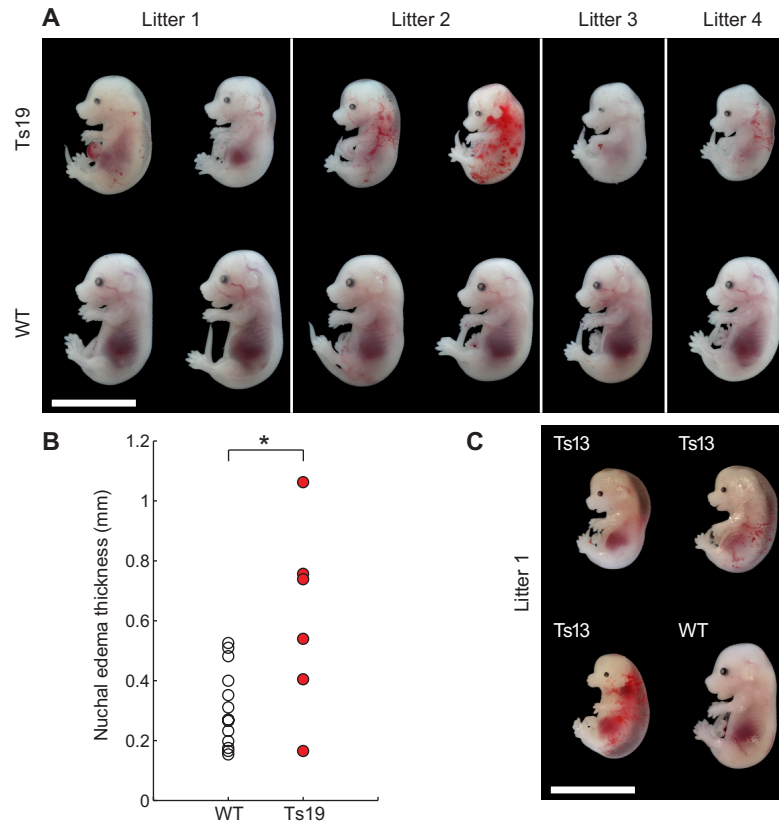 A
Litter 1
Litter 2
Litter 3
Litter 4
Ts19
WT
B
Nuchal edema thickness (mm)
1.2
1
0.8
0.6
0.4
0.2
0
*
WT
Ts19
C
Litter 1
Ts13
Ts13
Ts13
WT